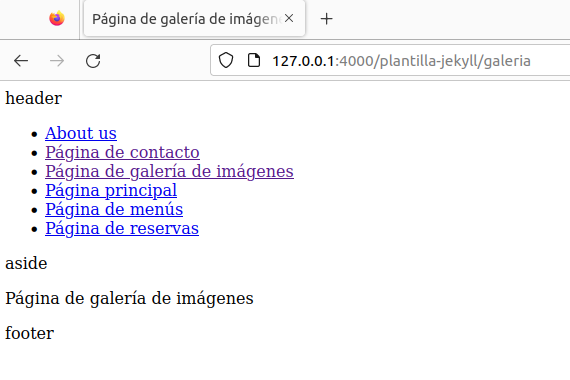 Página de galería de imágen
127.0.0.1:4000/plantilla-jekyll/galeria
header
About us
Página de contacto
Página de galería de imágenes
Página principal
Página de menús
Página de reservas
aside
Página de galería de imágenes
footer